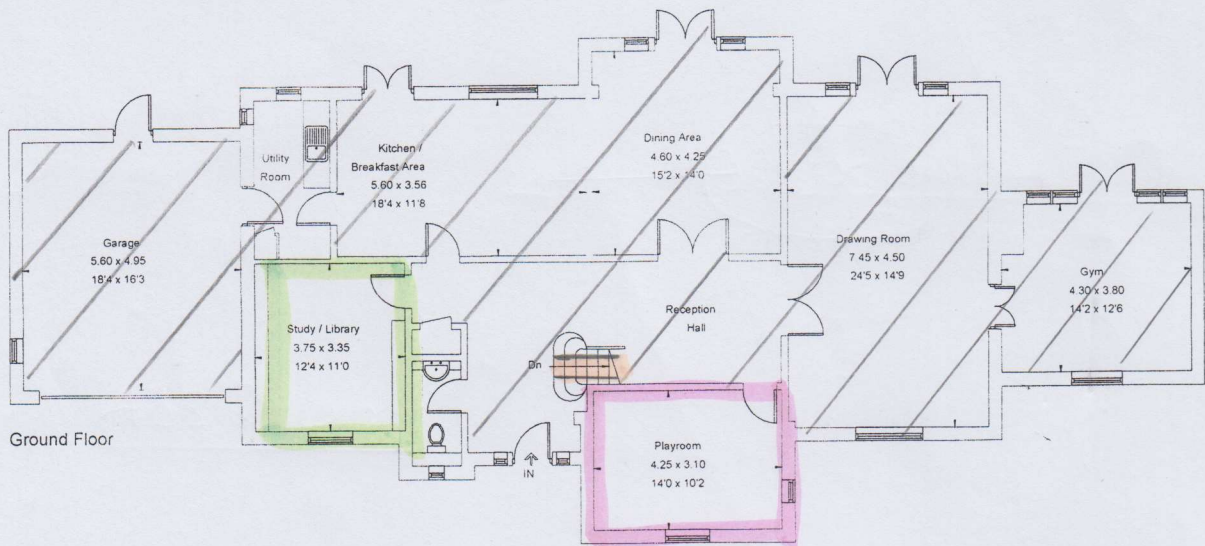 Dining Area
4.60 x 4.25
15'2 x 14'0
Kitchen /
Breakfast Area
5.60 x 3.56
18'4 x 11'8
Utility
Room
Garage
5.60 x 4.95
18'4 x 16'3
Drawing Room
7.45 x 4.50
24'5 x 14'9
Gym
4.30 x 3.80
14'2 x 12'6
Study / Library
3.75 x 3.35
12'4 x 11'0
Reception
Hall
Dn
Ground Floor
Playroom
4.25 x 3.10
14'0 x 10'2
IN